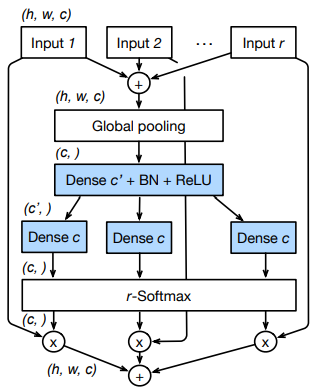 (h, w, c)
Input 1
Input 2
...
Input r
+
(h, w, c)
Global pooling
(c, )
Dense c' + BN + ReLU
(c', )
Dense c
Dense c
Dense c
(c, )
r-Softmax
(c, )
x
x
x
(h, w, c)
+